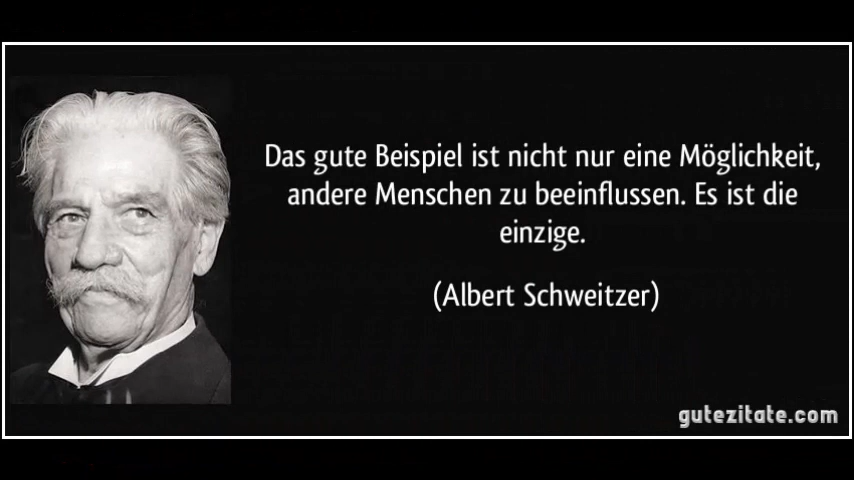 Das gute Beispiel ist nicht nur eine Möglichkeit,
andere Menschen zu beeinflussen. Es ist die
einzige.
(Albert Schweitzer)
gutezitate.com